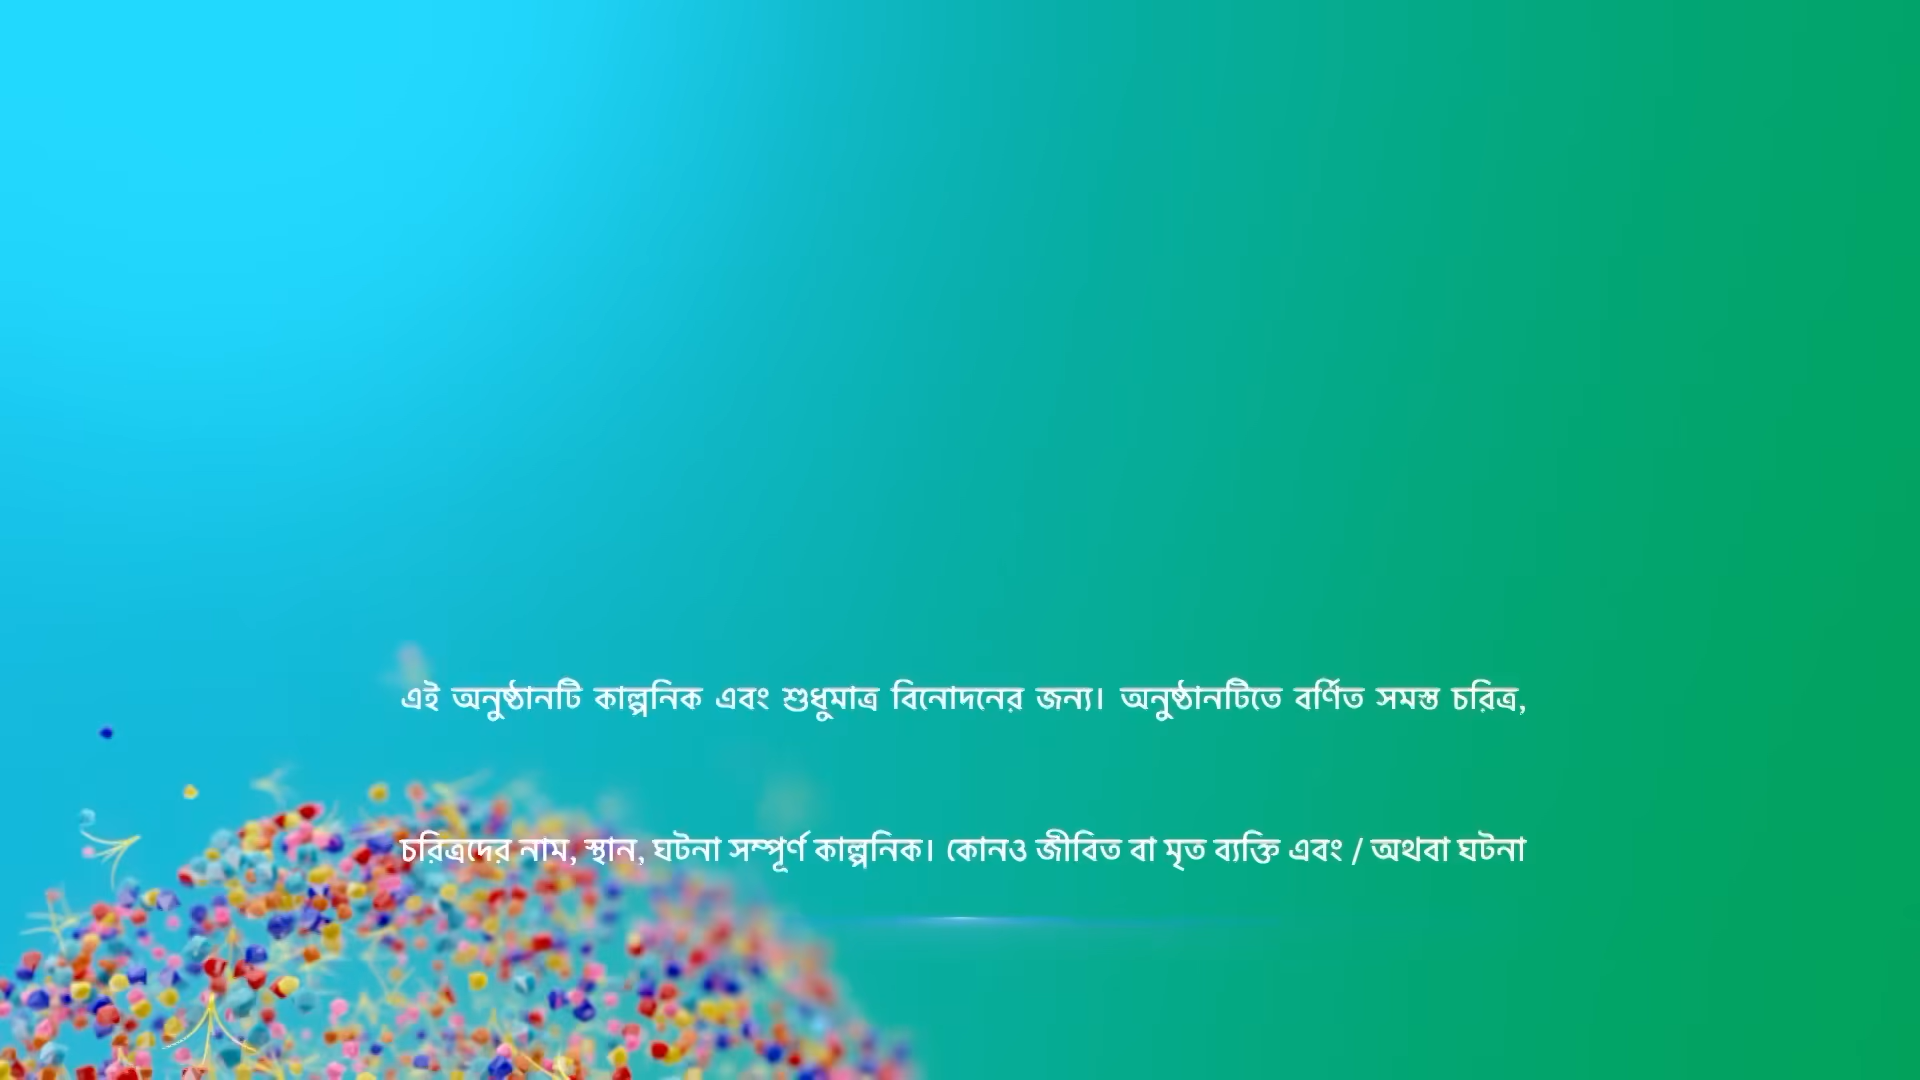 এই অনুষ্ঠানটি কাল্পনিক এবং শুধুমাত্র বিনোদনের জন্য। অনুষ্ঠানটিতে বর্ণিত সমস্ত চরিত্র,
চরিত্রদের নাম, স্থান, ঘটনা সম্পূর্ণ কাল্পনিক। কোনও জীবিত বা মৃত ব্যক্তি এবং / অথবা ঘটনা